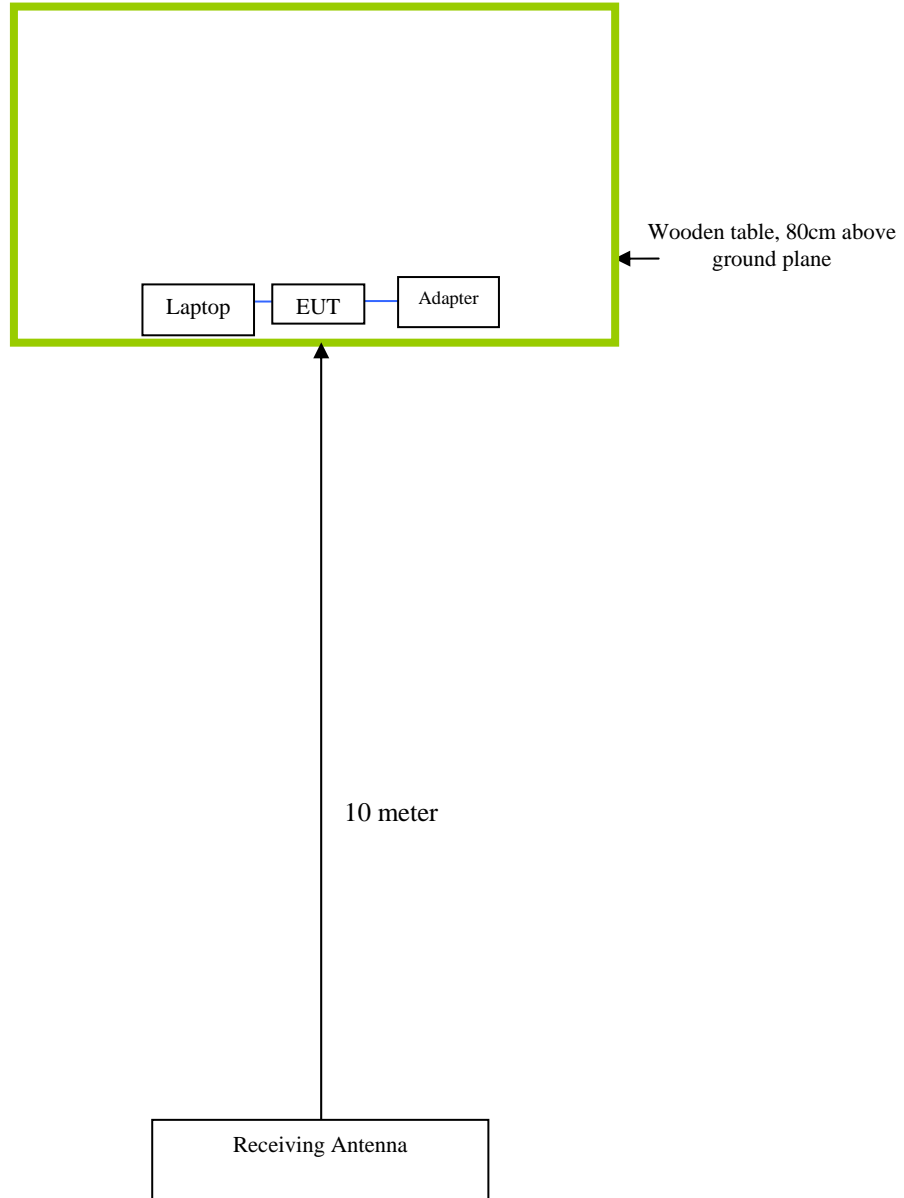 Wooden table, 80cm above
ground plane
Laptop
EUT
Adapter
10 meter
Receiving Antenna